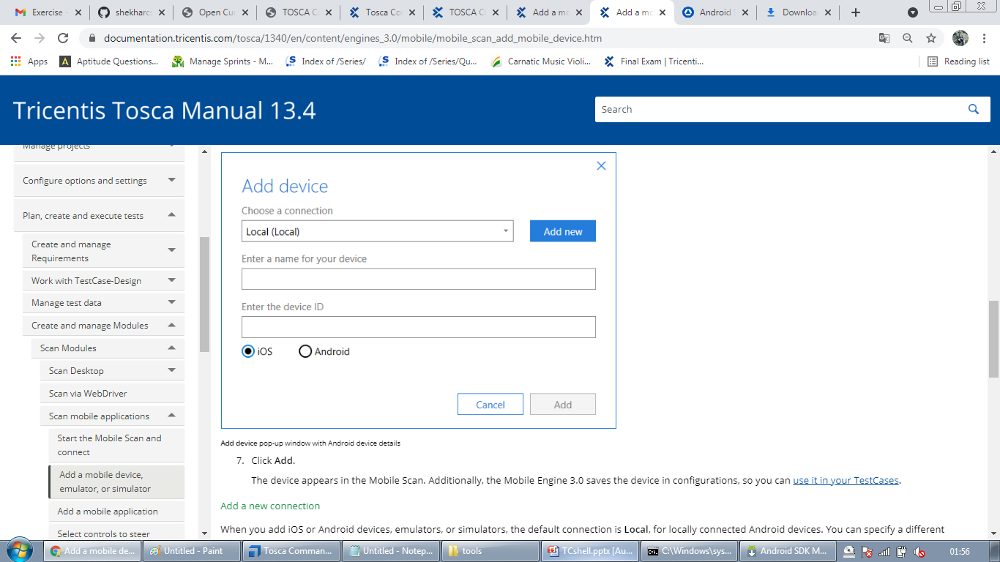 Exercise -
shekharc
Open Cu
TOSCA C
Tosca Co
TOSCA C
Add a mo
Add a mo
Android
Downloa
documentation.tricentis.com/tosca/1340/en/content/engines_3.0/mobile/mobile_scan_add_mobile_device.htm
Apps
Aptitude Questions...
Manage Sprints - M...
Index of /Series/
Index of /Series/Qu...
Carnatic Music Violi...
Final Exam | Tricenti...
Reading list
Tricentis Tosca Manual 13.4
Search
Manage projects
Configure options and settings
Plan, create and execute tests
Create and manage
Requirements
Work with TestCase-Design
Manage test data
Create and manage Modules
Scan Modules
Scan Desktop
Scan via WebDriver
Scan mobile applications
Start the Mobile Scan and
connect
Add a mobile device,
emulator, or simulator
Add a mobile application
Select controls to steer
Add device
Choose a connection
Local (Local)
Add new
Enter a name for your device
Enter the device ID
iOS
Android
Cancel
Add
Add device pop-up window with Android device details
7. Click Add.
The device appears in the Mobile Scan. Additionally, the Mobile Engine 3.0 saves the device in configurations, so you can use it in your TestCases.
Add a new connection
When you add iOS or Android devices, emulators, or simulators, the default connection is Local, for locally connected Android devices. You can specify a different
Add a mobile de...
Untitled - Paint
Tosca Comman...
Untitled - Notep...
tools
TCshell.pptx [Au...
C:\Windows\sys...
Android SDK M...
01:56